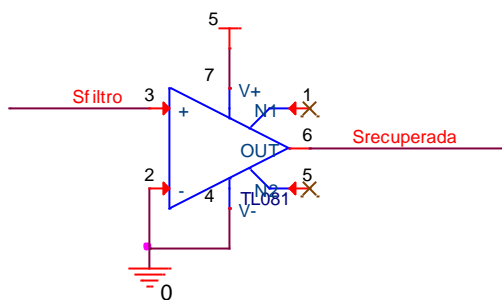 5
7
V+
Sfiltro
3
+
N1
1
OUT
6
Srecuperada
2
-
4
N2
5
TL081
V-
0